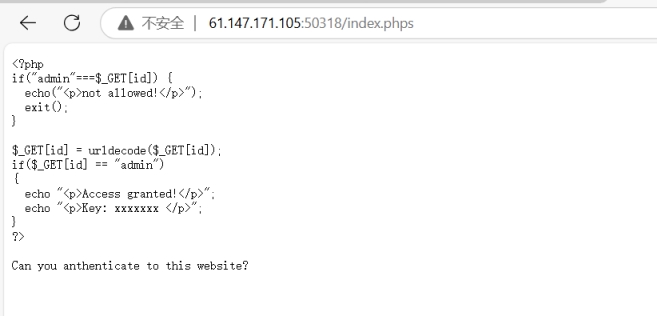 不安全 | 61.147.171.105:50318/index.phps
<?php
if("admin"===$_GET[id]) {
  echo("<p>not allowed!</p>");
  exit();
}
$_GET[id] = urldecode($_GET[id]);
if($_GET[id] == "admin")
{
  echo "<p>Access granted!</p>";
  echo "<p>Key: xxxxxxx </p>";
}
?>
Can you anthenticate to this website?